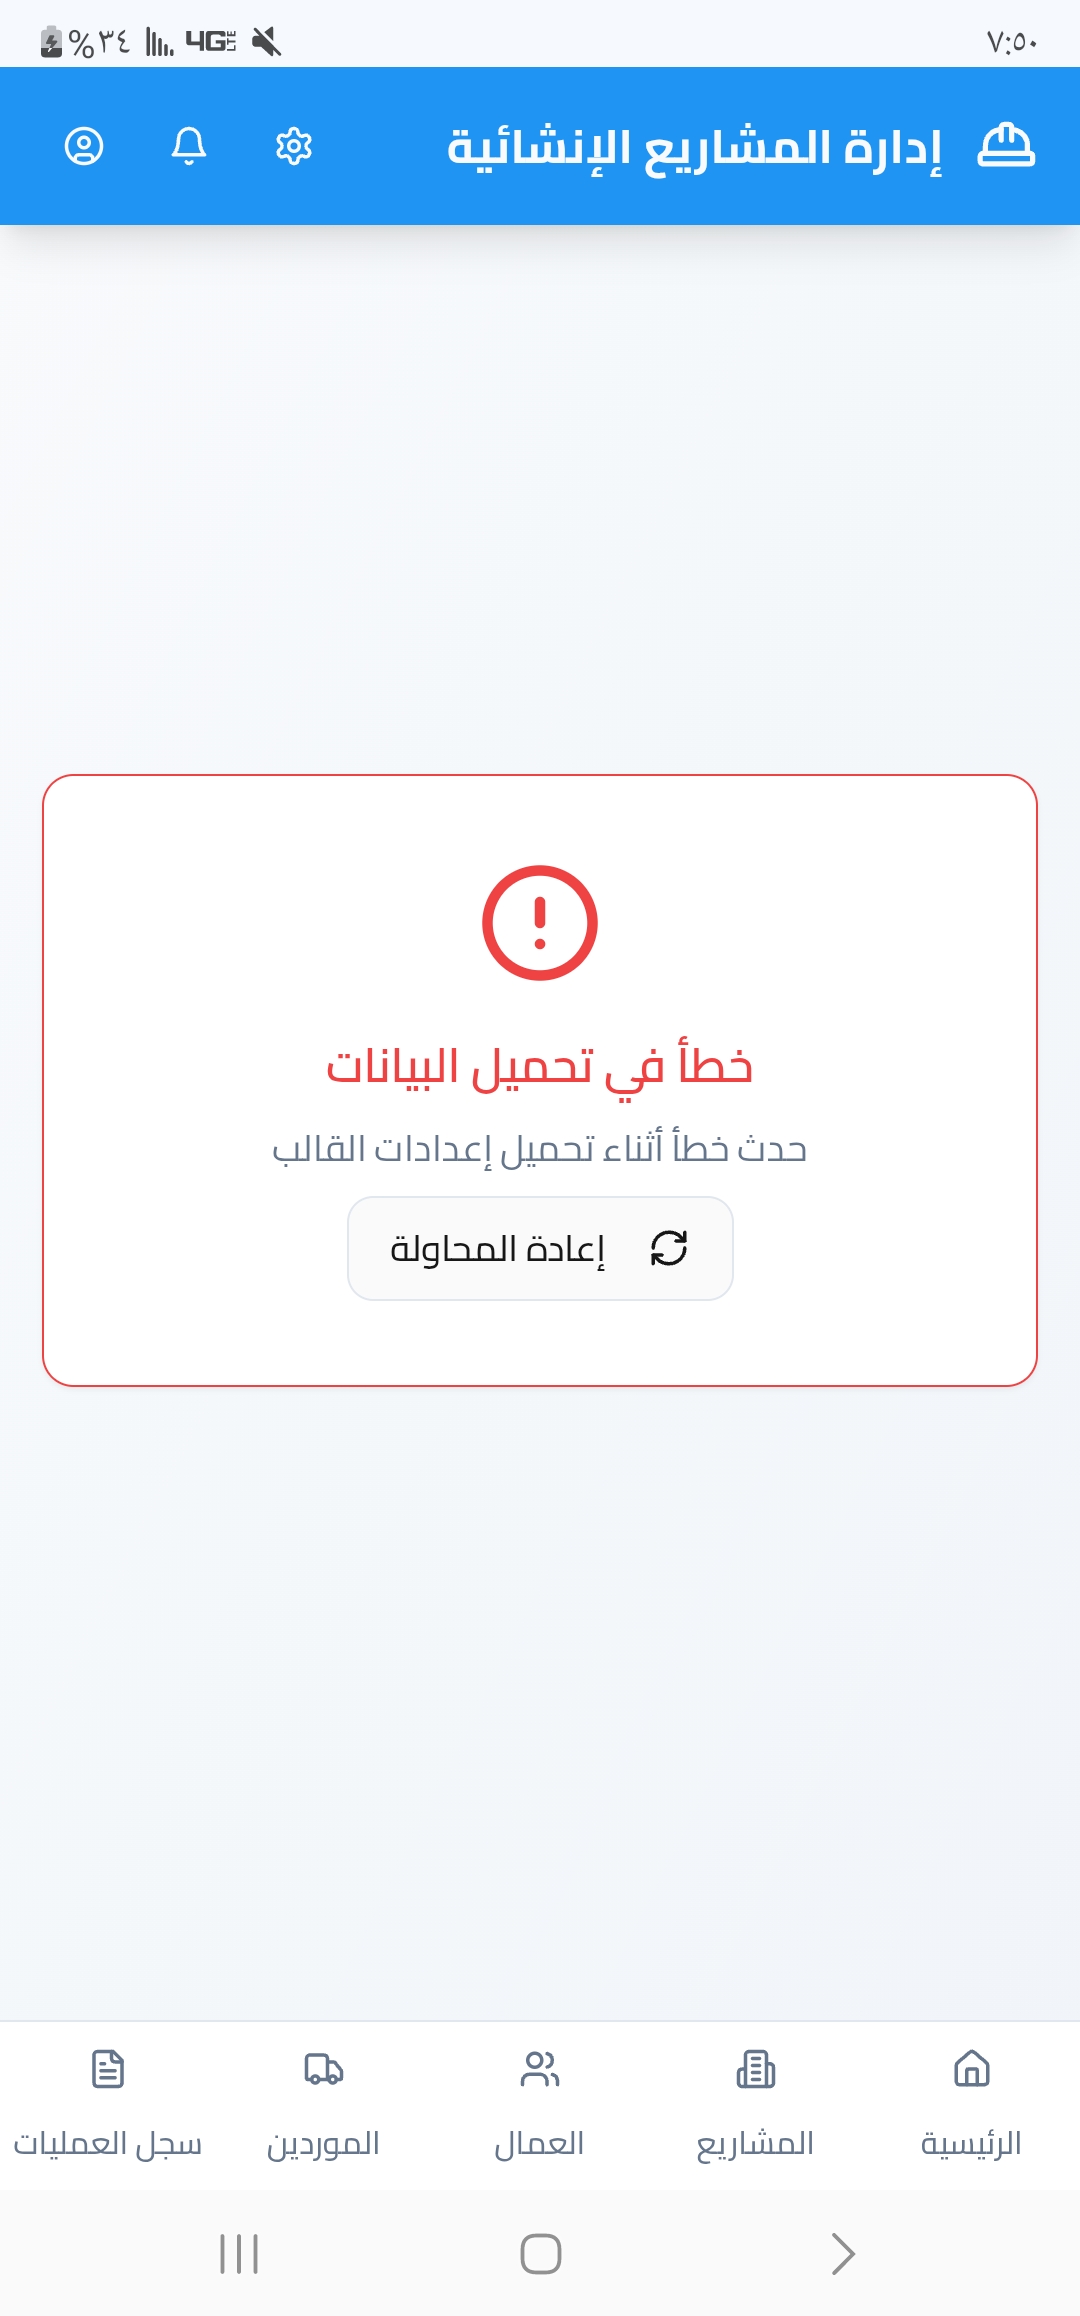 ٧:٥٠
%٣٤
4G LTE
إدارة المشاريع الإنشائية
خطأ في تحميل البيانات
حدث خطأ أثناء تحميل إعدادات القالب
إعادة المحاولة
الرئيسية
المشاريع
العمال
الموردين
سجل العمليات